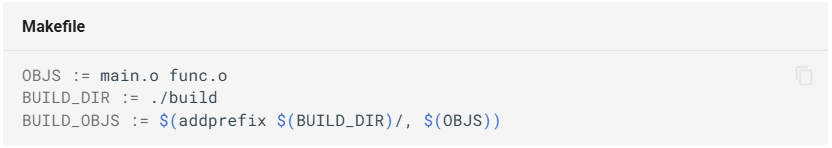 Makefile
OBJS := main.o func.o
BUILD_DIR := ./build
BUILD_OBJS := $(addprefix $(BUILD_DIR)/, $(OBJS))